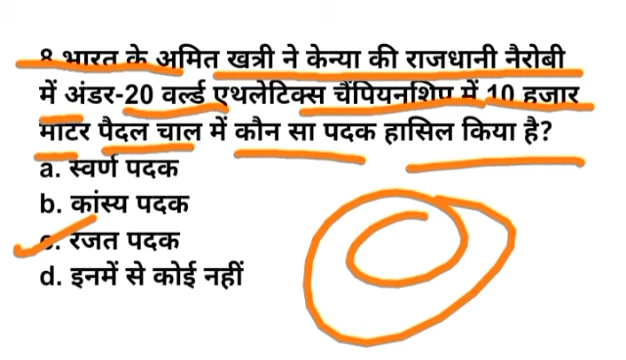 8 भारत के अमित खत्री ने केन्या की राजधानी नैरोबी
में अंडर-20 वर्ल्ड एथलेटिक्स चैंपियनशिप में 10 हजार
मीटर पैदल चाल में कौन सा पदक हासिल किया है?
a. स्वर्ण पदक
b. कांस्य पदक
c. रजत पदक
d. इनमें से कोई नहीं